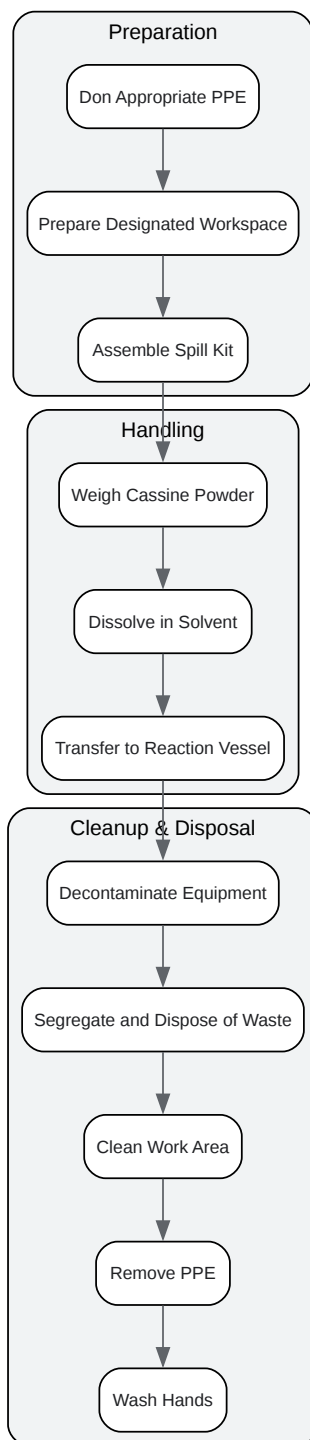 Preparation
Don Appropriate PPE
Prepare Designated Workspace
Assemble Spill Kit
Handling
Weigh Cassine Powder
Dissolve in Solvent
Transfer to Reaction Vessel
Cleanup & Disposal
Decontaminate Equipment
Segregate and Dispose of Waste
Clean Work Area
Remove PPE
Wash Hands